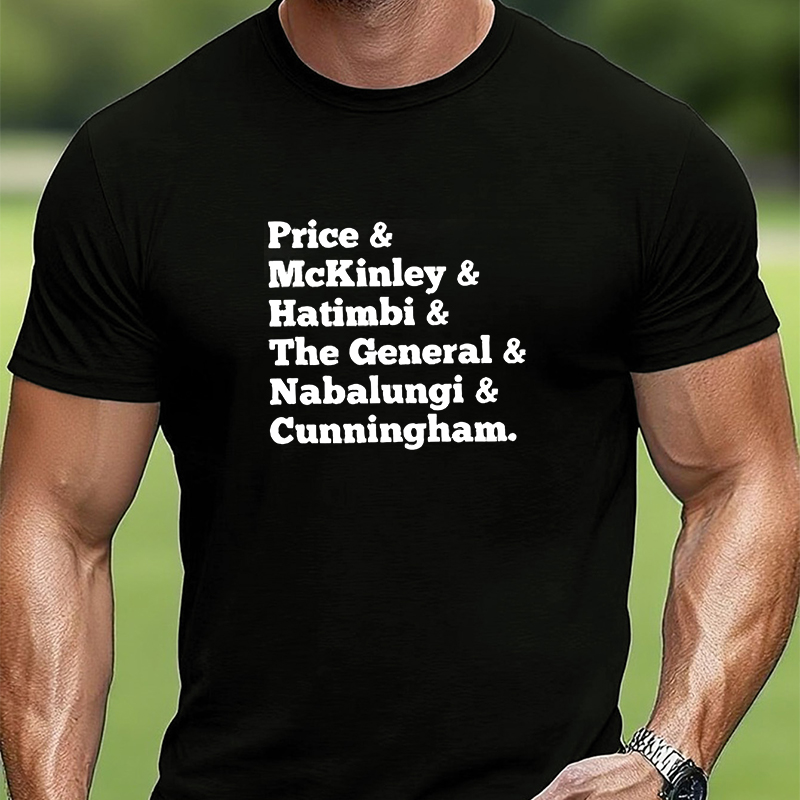 Price &
McKinley &
Hatimbi &
The General &
Nabalungi &
Cunningham.